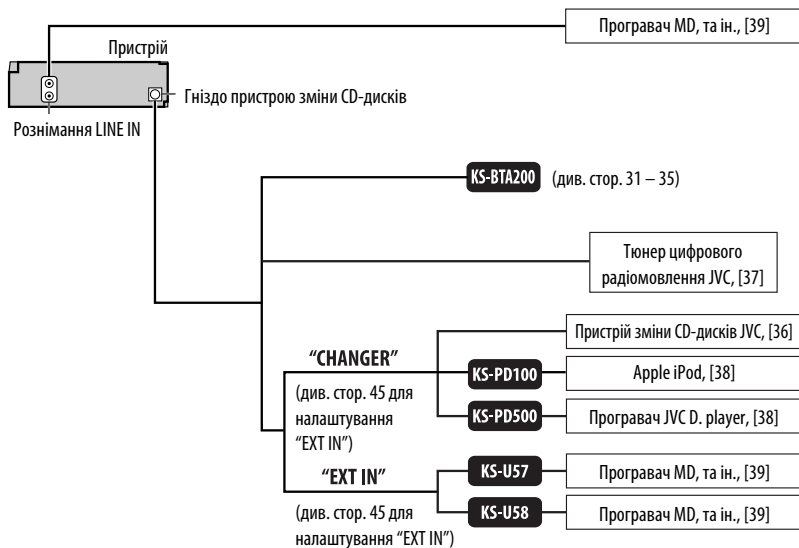 Програвач MD, та ін., [39]
Пристрій
Гніздо пристрою зміни CD-дисків
Рознімання LINE IN
KS-BTA200 (див. стор. 31 – 35)
Тюнер цифрового
радіомовлення JVC, [37]
Пристрій зміни CD-дисків JVC, [36]
“CHANGER”
(див. стор. 45 для
налаштування
“EXT IN”)
KS-PD100
Apple iPod, [38]
KS-PD500
Програвач JVC D. player, [38]
“EXT IN”
(див. стор. 45 для
налаштування “EXT IN”)
KS-U57
Програвач MD, та ін., [39]
KS-U58
Програвач MD, та ін., [39]